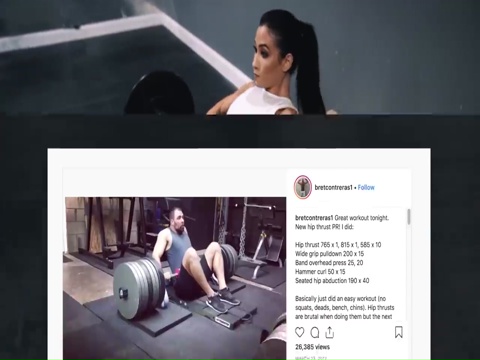 bretcontreras1 • Follow
bretcontreras1 Great workout tonight.
New hip thrust PR! I did:
Hip thrust 765 x 1, 815 x 1, 585 x 10
Wide grip pulldown 200 x 15
Band overhead press 25, 20
Hammer curl 50 x 15
Seated hip abduction 190 x 40
Basically just did an easy workout (no
squats, deads, bench, chins). Hip thrusts
are brutal when doing them but the next
26,385 views